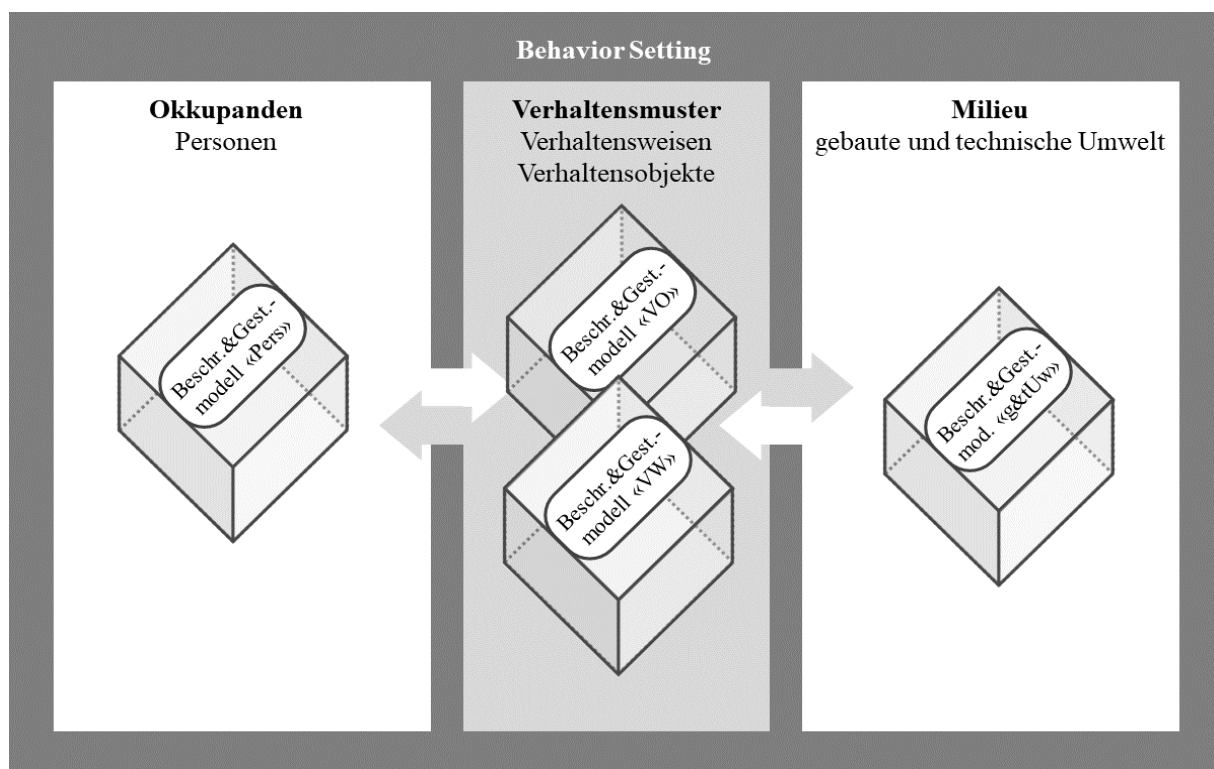 Behavior Setting
Okkupanden
Personen
Beschr.&Gest.-
modell «Pers»
Verhaltensmuster
Verhaltensweisen
Verhaltensobjekte
Beschr.&Gest.-
modell «VO»
Beschr.&Gest.-
modell «VW»
Milieu
gebaute und technische Umwelt
Beschr.&Gest.-
mod. «g&tUw»